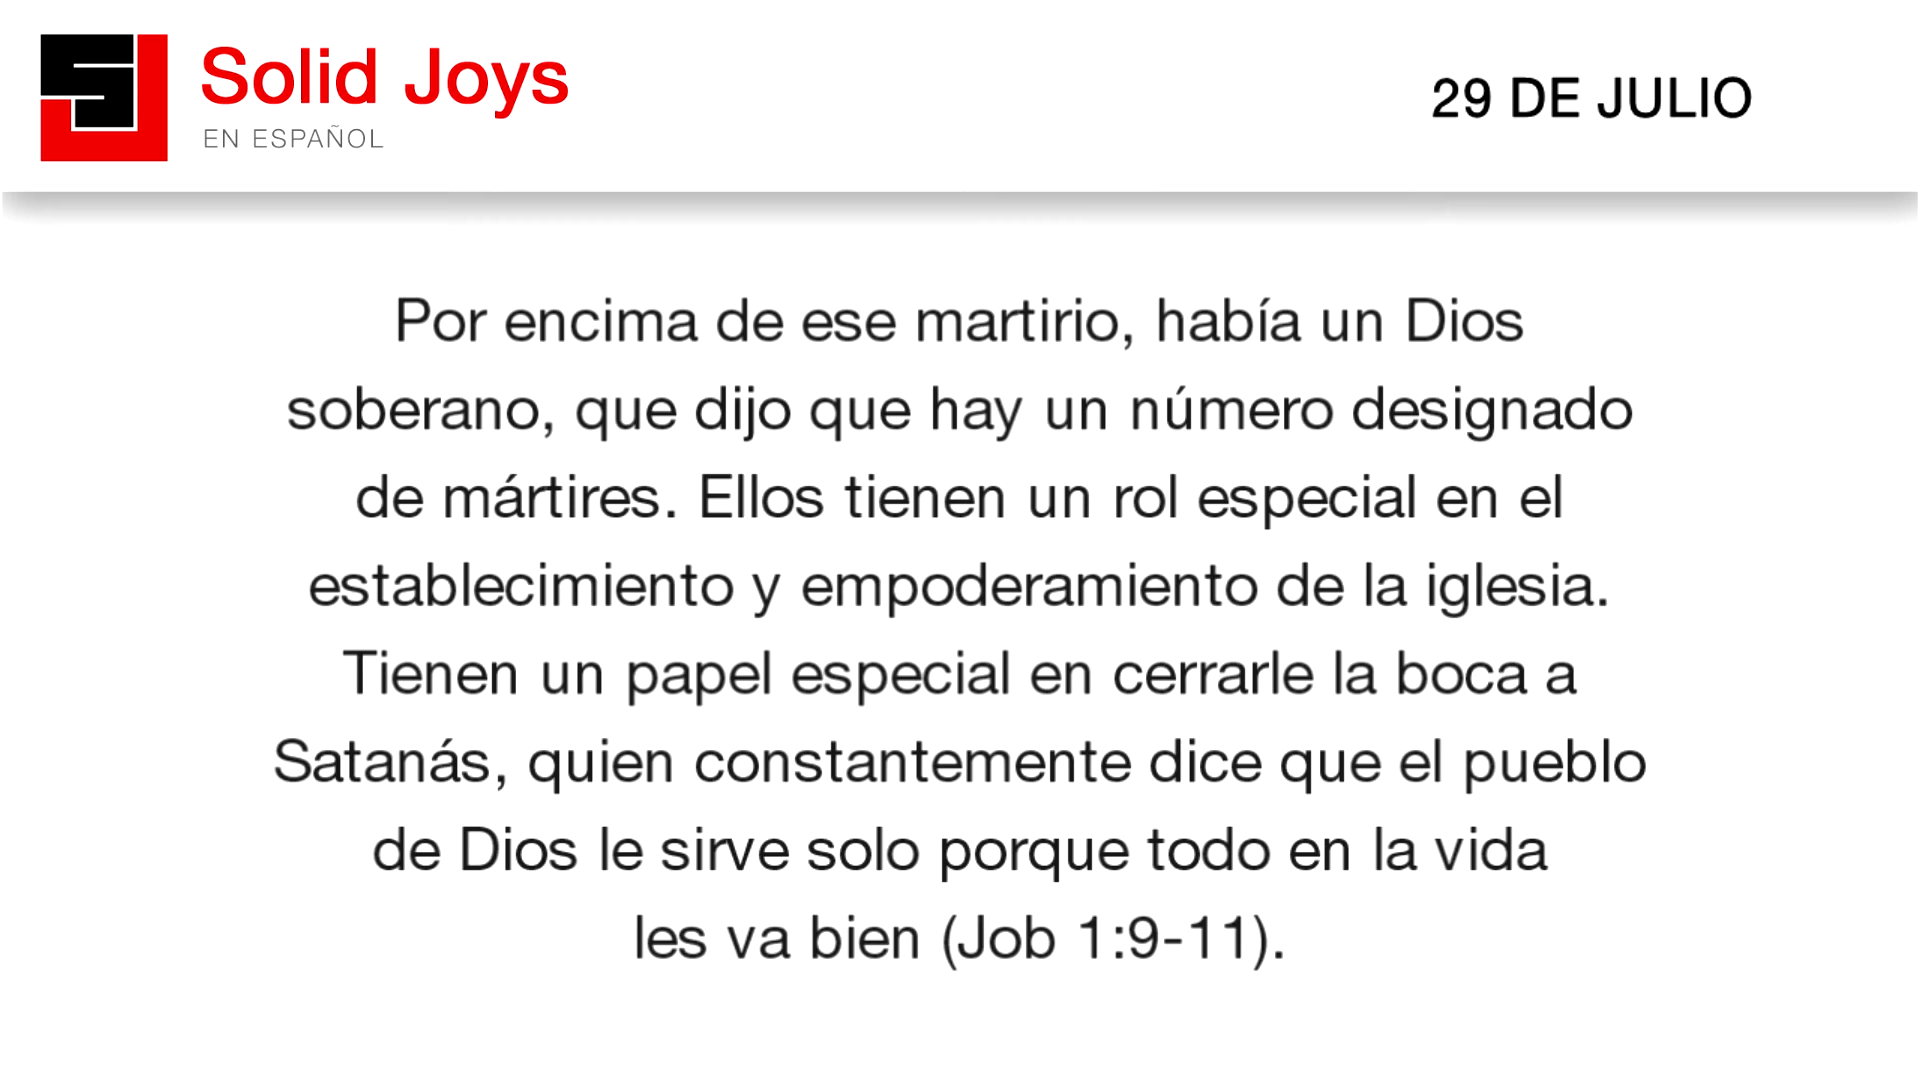 Solid Joys
EN ESPAÑOL
29 DE JULIO
Por encima de ese martirio, había un Dios
soberano, que dijo que hay un número designado
de mártires. Ellos tienen un rol especial en el
establecimiento y empoderamiento de la iglesia.
Tienen un papel especial en cerrarle la boca a
Satanás, quien constantemente dice que el pueblo
de Dios le sirve solo porque todo en la vida
les va bien (Job 1:9-11).